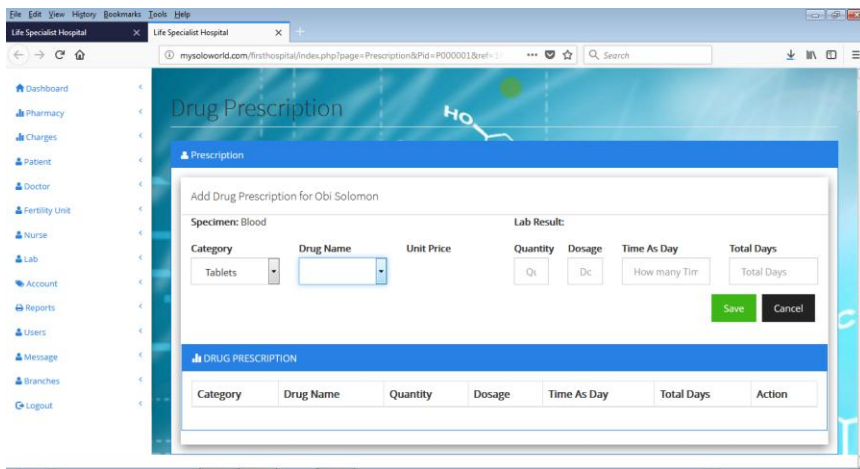 File Edit View History Bookmarks Tools Help
Life Specialist Hospital
Life Specialist Hospital
mysoloworld.com/firsthospital/index.php?page=Prescription&Pid=P000001&ref=1
Search
Dashboard
Pharmacy
Charges
Patient
Doctor
Fertility Unit
Nurse
Lab
Account
Reports
Users
Message
Branches
Logout
Drug Prescription
HO
Prescription
Add Drug Prescription for Obi Solomon
Specimen: Blood Lab Result:
Category Drug Name Unit Price Quantity Dosage Time As Day Total Days
Tablets Qu Do How many Tim Total Days
Save Cancel
DRUG PRESCRIPTION
Category Drug Name Quantity Dosage Time As Day Total Days Action